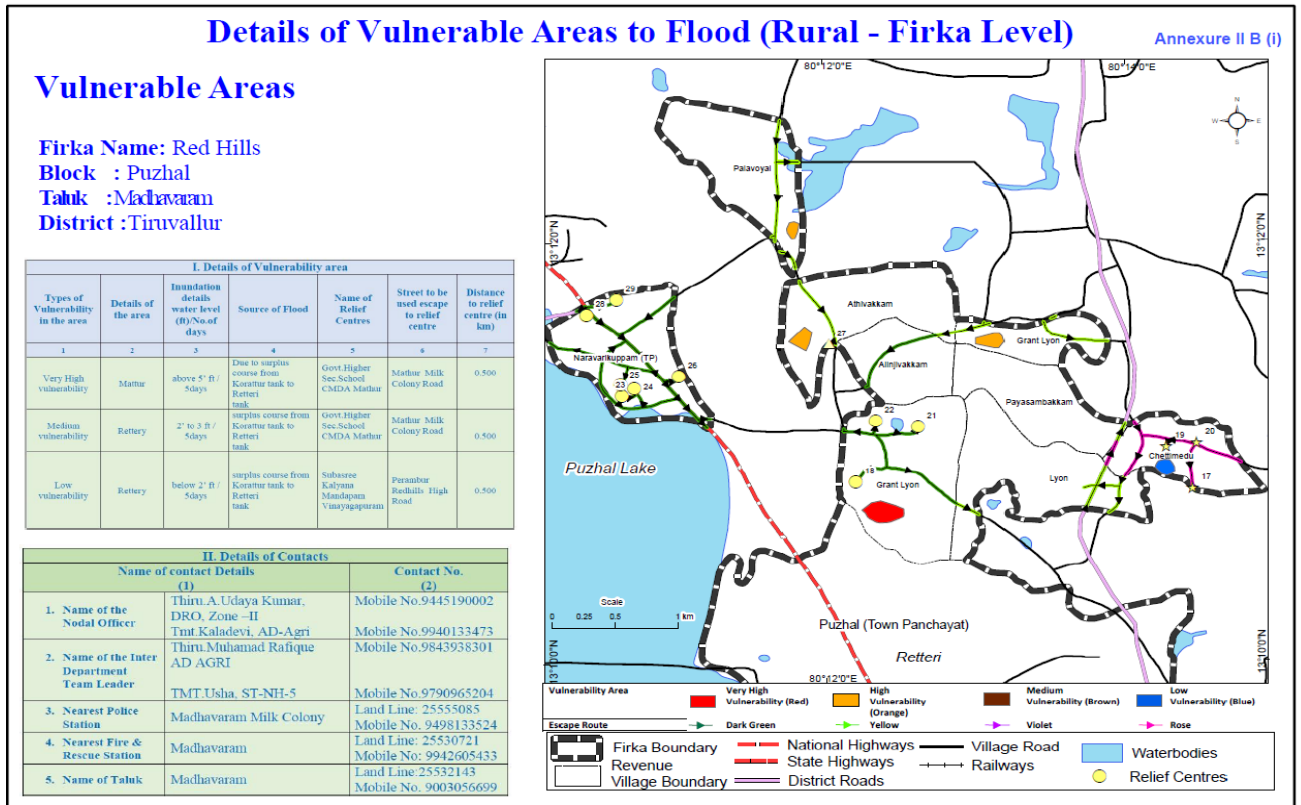 Details of Vulnerable Areas to Flood (Rural - Firka Level)
Annexure II B (i)
Vulnerable Areas
Firka Name: Red Hills
Block : Puzhal
Taluk :Madhavaram
District :Tiruvallur
I. Details of Vulnerability area
Types of Vulnerability in the area
Details of the area
Inundation details water level (ft)/No.of days
Source of Flood
Name of Relief Centres
Street to be used escape to relief centre
Distance to relief centre (in km)
1 2 3 4 5 6 7
Very High vulnerability
Mattur
above 5' ft / 5days
Due to surplus course from Korattur tank to Retteri tank
Govt.Higher Sec.School CMDA Mathur
Mathur Milk Colony Road
0.500
Medium vulnerability
Rettery
2' to 3 ft / 5days
surplus course from Korattur tank to Retteri tank
Govt.Higher Sec.School CMDA Mathur
Mathur Milk Colony Road
0.500
Low vulnerability
Rettery
below 2' ft / 5days
surplus course from Korattur tank to Retteri tank
Subasree Kalyana Mandapam Vinayagapuram
Perambur Redhills High Road
0.500
II. Details of Contacts
Name of contact Details (1)
Contact No. (2)
1. Name of the Nodal Officer
Thiru.A.Udaya Kumar, DRO, Zone –II
Mobile No.9445190002
Tmt.Kaladevi, AD-Agri
Mobile No.9940133473
2. Name of the Inter Department Team Leader
Thiru.Muhamad Rafique AD AGRI
Mobile No.9843938301
TMT.Usha, ST-NH-5
Mobile No.9790965204
3. Nearest Police Station
Madhavaram Milk Colony
Land Line: 25555085
Mobile No. 9498133524
4. Nearest Fire & Rescue Station
Madhavaram
Land Line: 25530721
Mobile No: 9942605433
5. Name of Taluk
Madhavaram
Land Line:25532143
Mobile No. 9003056699
80°12'0"E
80°14'0"E
N
W
E
S
13°12'0"N
13°12'0"N
Palavoyal
29
28
Athivakkam
27
Grant Lyon
Naravarikuppam (TP)
Alinjivakkam
26
25
23
24
Payasambakkam
22
21
20
19
Chettimedu
17
Puzhal Lake
18
Grant Lyon
Lyon
Scale
0 0.25 0.5 1 km
Puzhal (Town Panchayat)
Retteri
13°10'0"N
13°10'0"N
80°12'0"E
Vulnerability Area
Very High Vulnerability (Red)
High Vulnerability (Orange)
Medium Vulnerability (Brown)
Low Vulnerability (Blue)
Escape Route
Dark Green
Yellow
Violet
Rose
Firka Boundary
Revenue Village Boundary
National Highways
State Highways
District Roads
Village Road
Railways
Waterbodies
Relief Centres